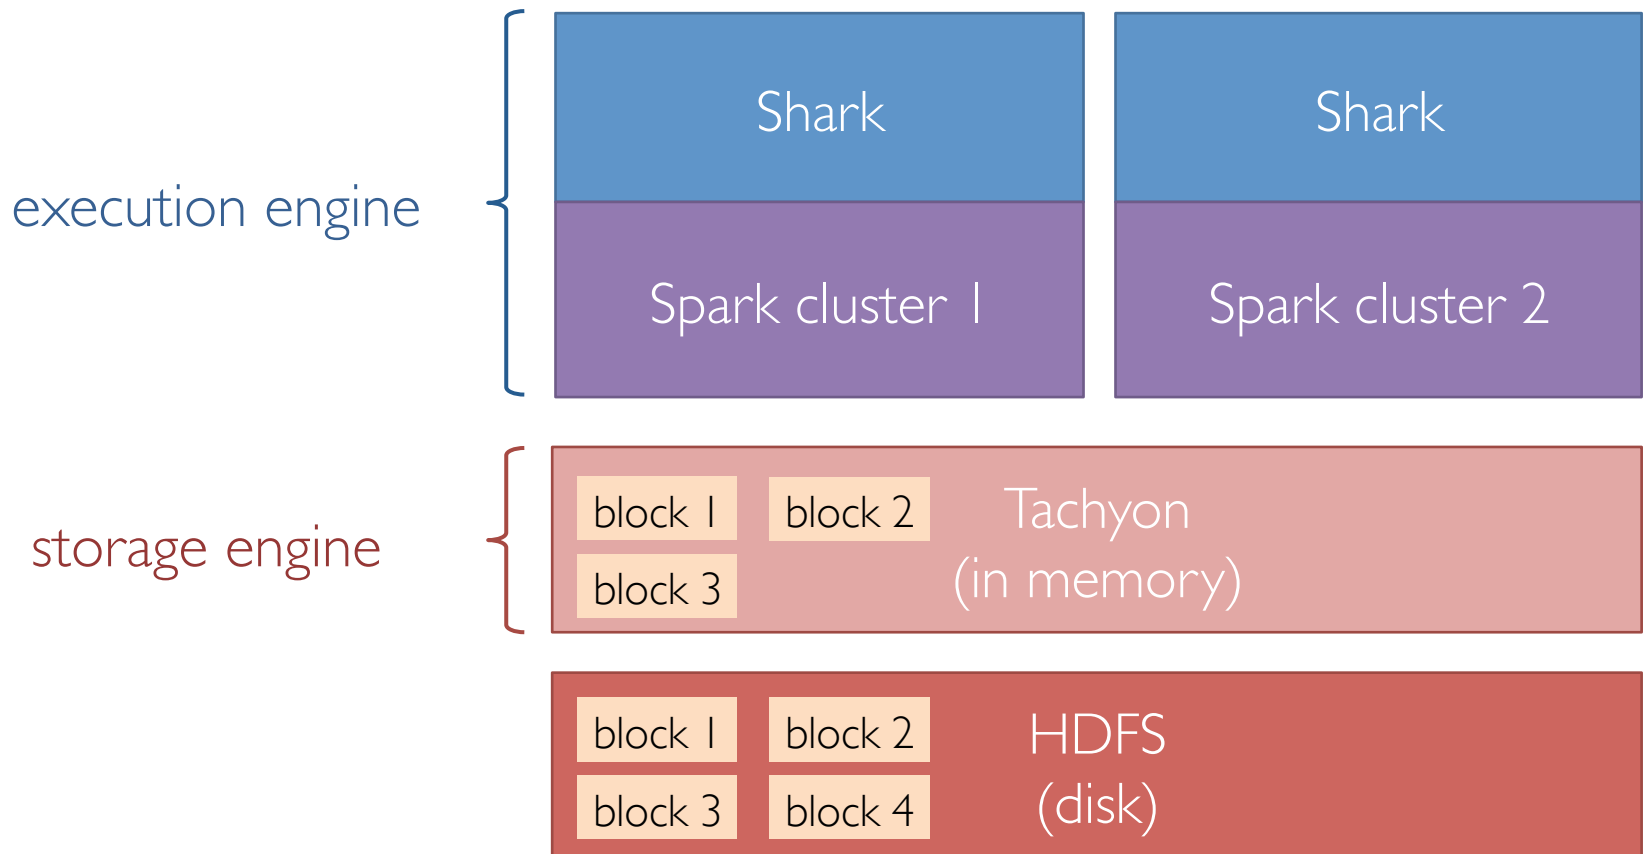 execution engine
Shark
Shark
Spark cluster 1
Spark cluster 2
storage engine
block 1
block 2
block 3
Tachyon
(in memory)
block 1
block 2
block 3
block 4
HDFS
(disk)